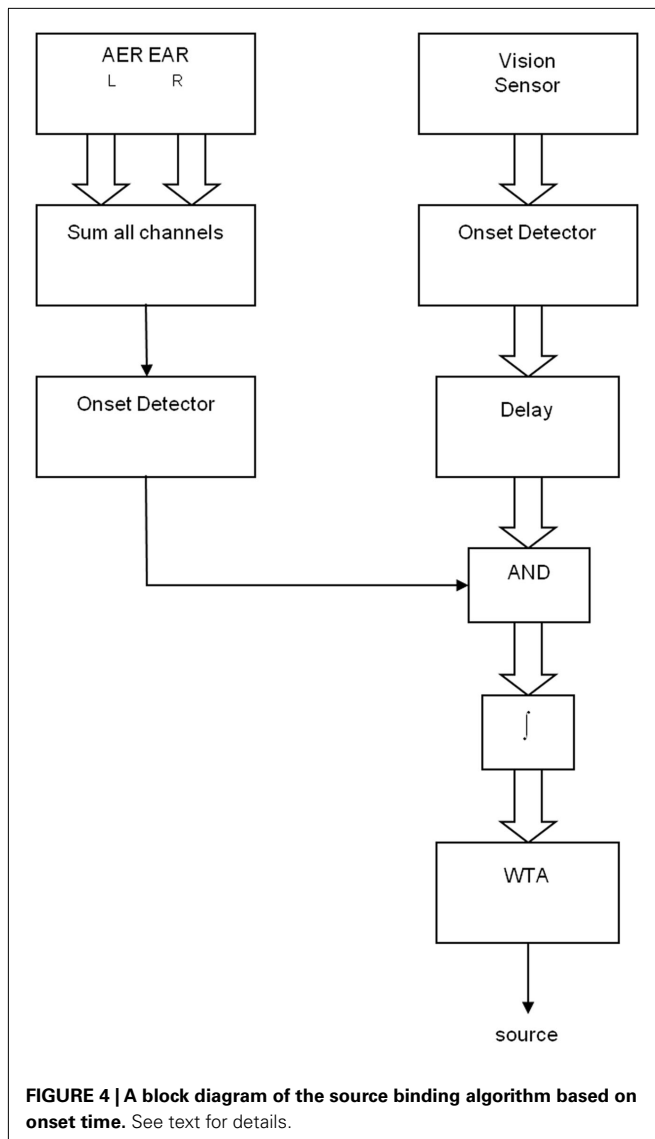 AER EAR
L R
Sum all channels
Onset Detector
Vision
Sensor
Onset Detector
Delay
AND
∫
WTA
source
FIGURE 4 | A block diagram of the source binding algorithm based on
onset time. See text for details.